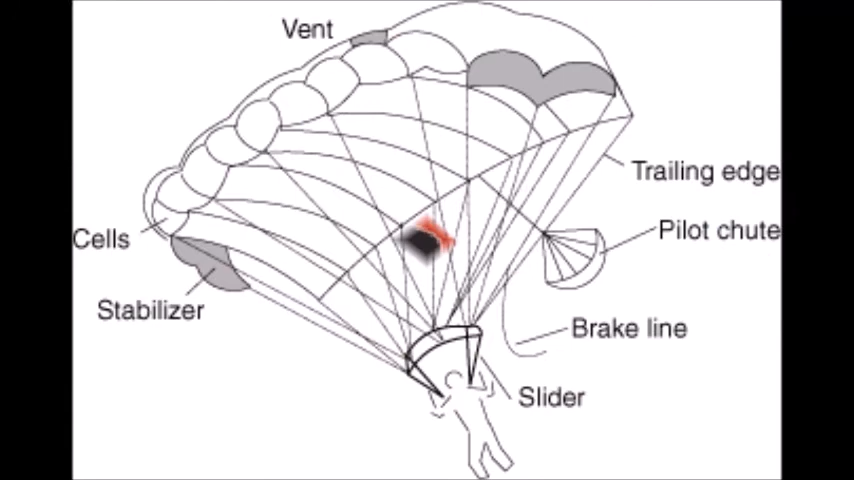 Vent
Trailing edge
Pilot chute
Cells
Stabilizer
Brake line
Slider